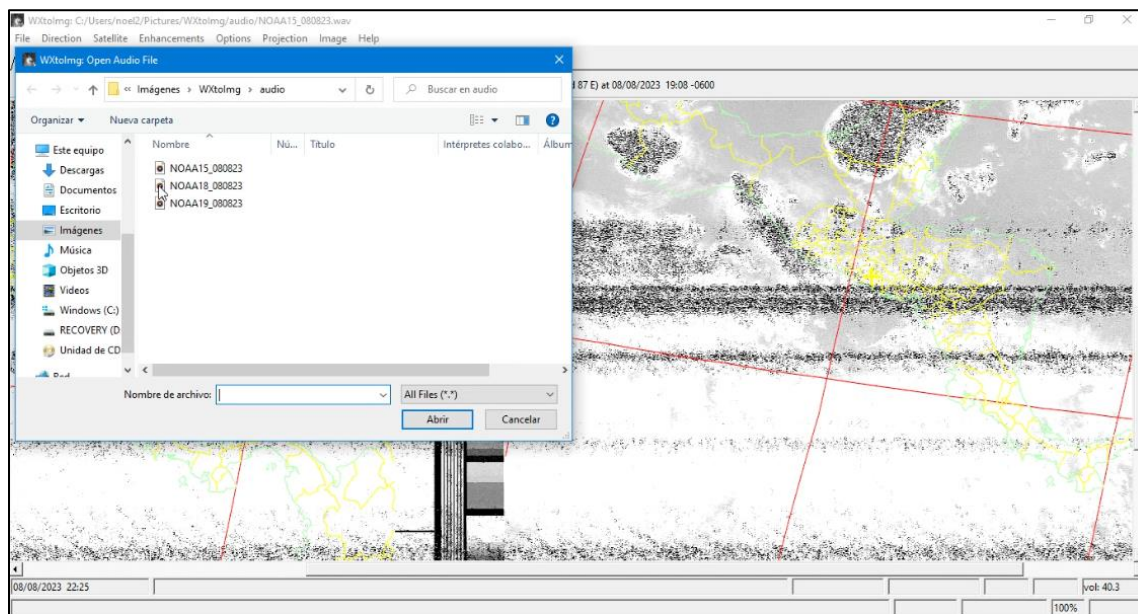 WXtoImg: C:/Users/noel2/Pictures/WXtoImg/audio/NOAA15_080823.wav
File Direction Satellite Enhancements Options Projection Image Help
WXtoImg: Open Audio File
d 87 E) at 08/08/2023 19:08 -0600
« Imágenes › WXtoImg › audio
Buscar en audio
Organizar
Nueva carpeta
Este equipo
Descargas
Documentos
Escritorio
Imágenes
Música
Objetos 3D
Videos
Windows (C:)
RECOVERY (D
Unidad de CD
Red
Nombre Nú... Título Intérpretes colabo... Álbum
NOAA15_080823
NOAA18_080823
NOAA19_080823
Nombre de archivo:
All Files (*.*)
Abrir Cancelar
08/08/2023 22:25
vol: 40.3
100%